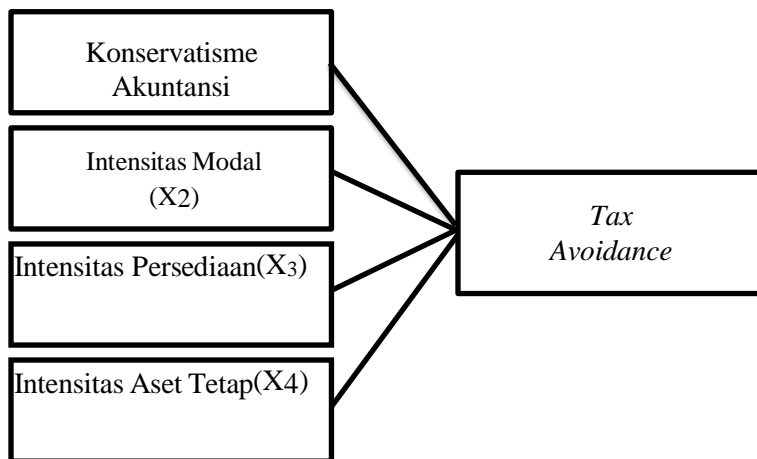 Konservatisme
Akuntansi
Intensitas Modal
(X2)
Intensitas Persediaan(X3)
Intensitas Aset Tetap(X4)
Tax
Avoidance